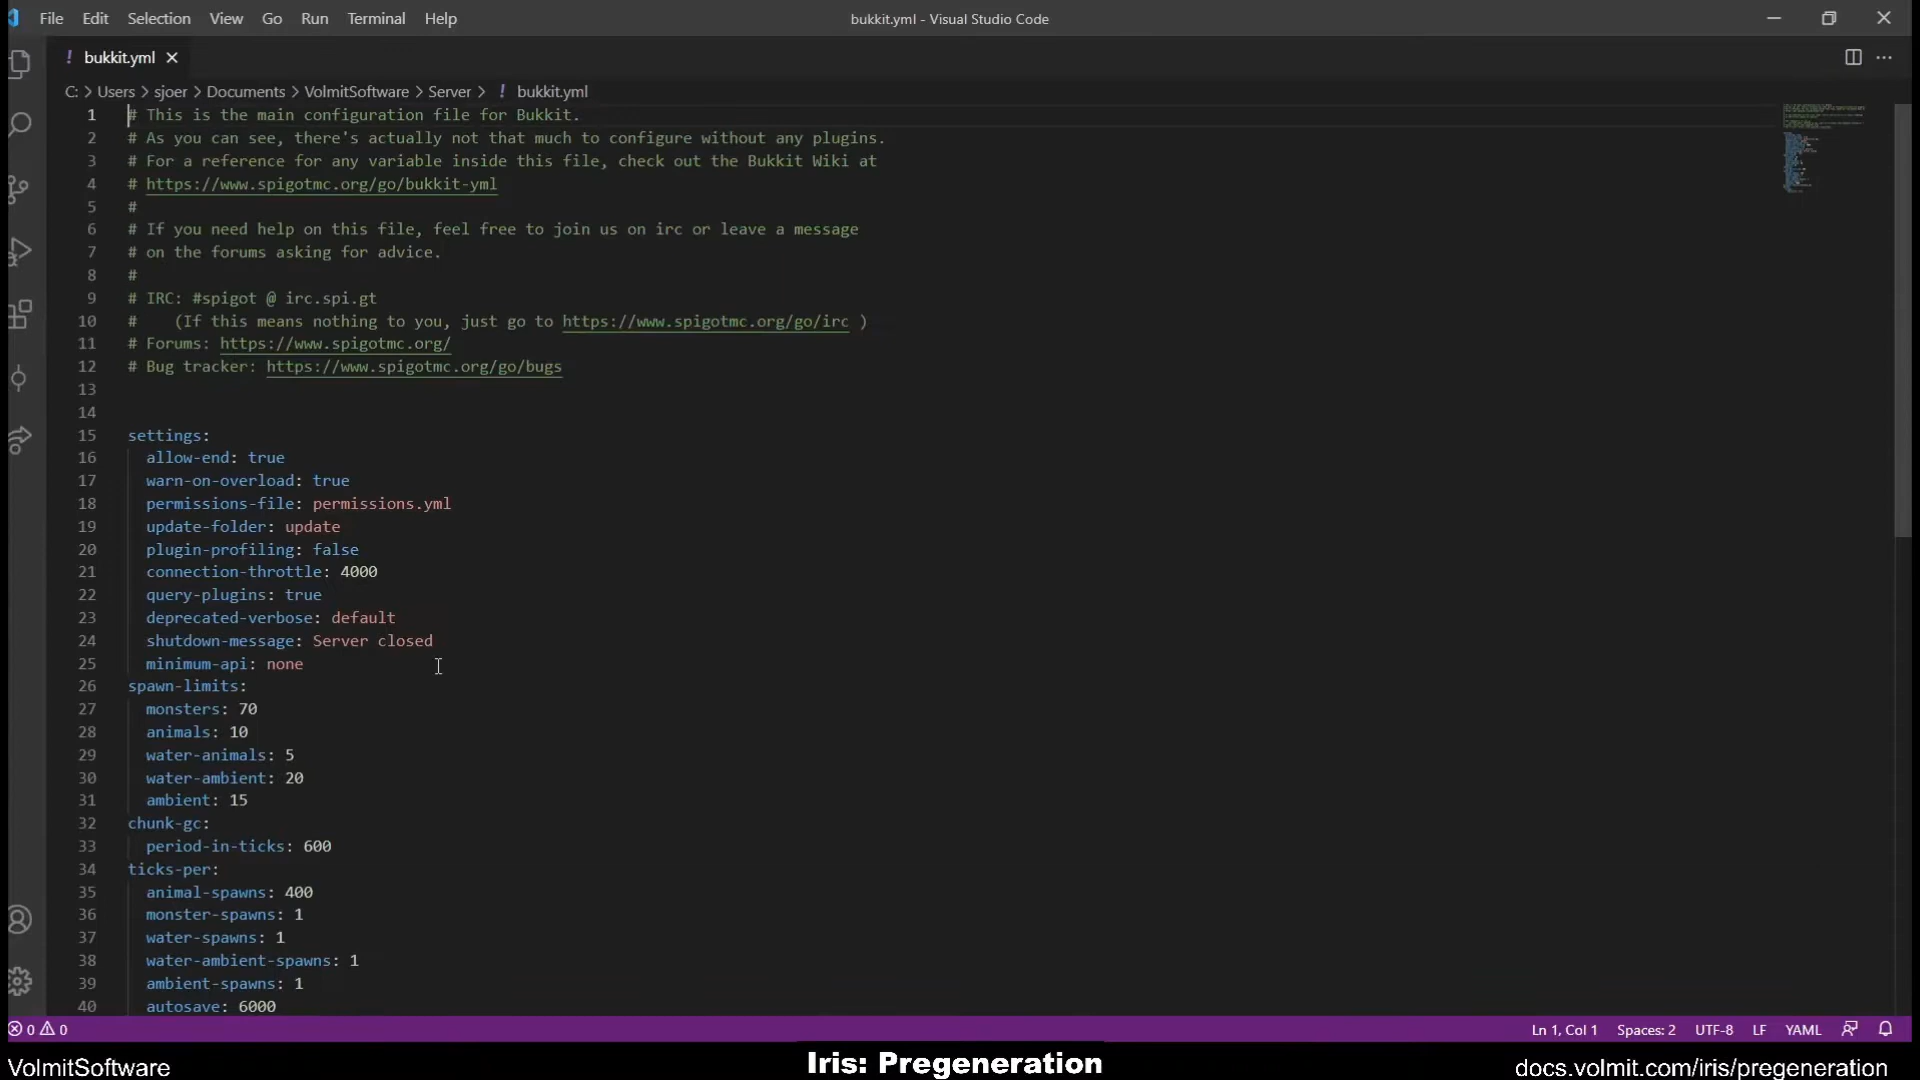 File Edit Selection View Go Run Terminal Help
bukkit.yml - Visual Studio Code
! bukkit.yml
C: > Users > sjoer > Documents > VolmitSoftware > Server > ! bukkit.yml
1 # This is the main configuration file for Bukkit.
2 # As you can see, there's actually not that much to configure without any plugins.
3 # For a reference for any variable inside this file, check out the Bukkit Wiki at
4 # https://www.spigotmc.org/go/bukkit-yml
5 #
6 # If you need help on this file, feel free to join us on irc or leave a message
7 # on the forums asking for advice.
8 #
9 # IRC: #spigot @ irc.spi.gt
10 #    (If this means nothing to you, just go to https://www.spigotmc.org/go/irc )
11 # Forums: https://www.spigotmc.org/
12 # Bug tracker: https://www.spigotmc.org/go/bugs
13
14
15 settings:
16   allow-end: true
17   warn-on-overload: true
18   permissions-file: permissions.yml
19   update-folder: update
20   plugin-profiling: false
21   connection-throttle: 4000
22   query-plugins: true
23   deprecated-verbose: default
24   shutdown-message: Server closed
25   minimum-api: none
26 spawn-limits:
27   monsters: 70
28   animals: 10
29   water-animals: 5
30   water-ambient: 20
31   ambient: 15
32 chunk-gc:
33   period-in-ticks: 600
34 ticks-per:
35   animal-spawns: 400
36   monster-spawns: 1
37   water-spawns: 1
38   water-ambient-spawns: 1
39   ambient-spawns: 1
40   autosave: 6000
0 0
Ln 1, Col 1 Spaces: 2 UTF-8 LF YAML
VolmitSoftware
Iris: Pregeneration
docs.volmit.com/iris/pregeneration